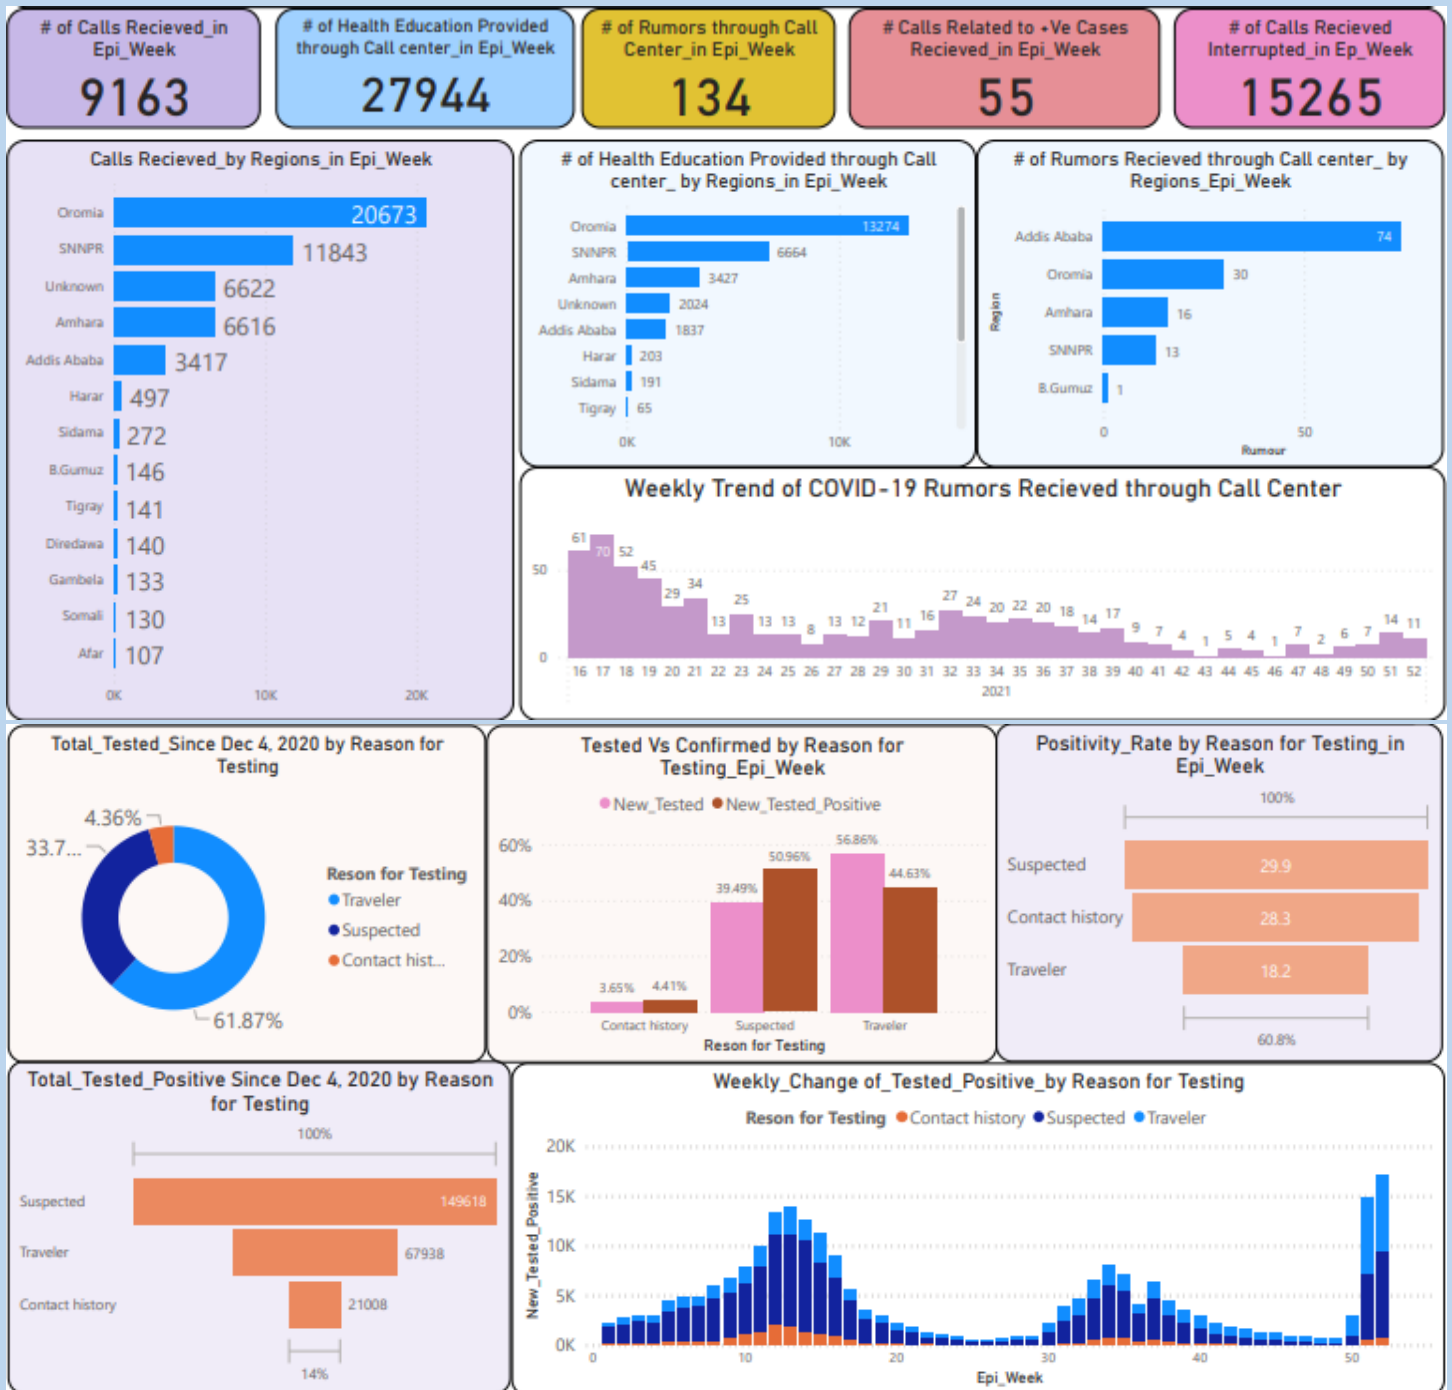 # of Calls Recieved_in
Epi_Week
9163
# of Health Education Provided
through Call center_in Epi_Week
27944
# of Rumors through Call
Center_in Epi_Week
134
# Calls Related to +Ve Cases
Recieved_in Epi_Week
55
# of Calls Recieved
Interrupted_in Ep_Week
15265
Calls Recieved_by Regions_in Epi_Week
Oromia 20673
SNNPR 11843
Unknown 6622
Amhara 6616
Addis Ababa 3417
Harar 497
Sidama 272
B.Gumuz 146
Tigray 141
Diredawa 140
Gambela 133
Somali 130
Afar 107
0K 10K 20K
# of Health Education Provided through Call
center_ by Regions_in Epi_Week
Oromia 13274
SNNPR 6664
Amhara 3427
Unknown 2024
Addis Ababa 1837
Harar 203
Sidama 191
Tigray 65
0K 10K
# of Rumors Recieved through Call center_ by
Regions_Epi_Week
Region
Addis Ababa 74
Oromia 30
Amhara 16
SNNPR 13
B.Gumuz 1
0 50
Rumour
Weekly Trend of COVID-19 Rumors Recieved through Call Center
50
0
61 70 52 45 29 34 13 25 13 13 8 13 12 21 11 16 27 24 20 22 20 18 14 17 9 7 4 1 5 4 1 7 2 6 7 14 11
16 17 18 19 20 21 22 23 24 25 26 27 28 29 30 31 32 33 34 35 36 37 38 39 40 41 42 43 44 45 46 47 48 49 50 51 52
2021
Total_Tested_Since Dec 4, 2020 by Reason for
Testing
4.36%
33.7...
61.87%
Reson for Testing
Traveler
Suspected
Contact hist...
Tested Vs Confirmed by Reason for
Testing_Epi_Week
New_Tested New_Tested_Positive
60%
40%
20%
0%
3.65% 4.41%
39.49% 50.96%
56.86% 44.63%
Contact history Suspected Traveler
Reson for Testing
Positivity_Rate by Reason for Testing_in
Epi_Week
100%
Suspected 29.9
Contact history 28.3
Traveler 18.2
60.8%
Total_Tested_Positive Since Dec 4, 2020 by Reason
for Testing
100%
Suspected 149618
Traveler 67938
Contact history 21008
14%
Weekly_Change of_Tested_Positive_by Reason for Testing
Reson for Testing Contact history Suspected Traveler
New_Tested_Positive
20K
15K
10K
5K
0K
0 10 20 30 40 50
Epi_Week